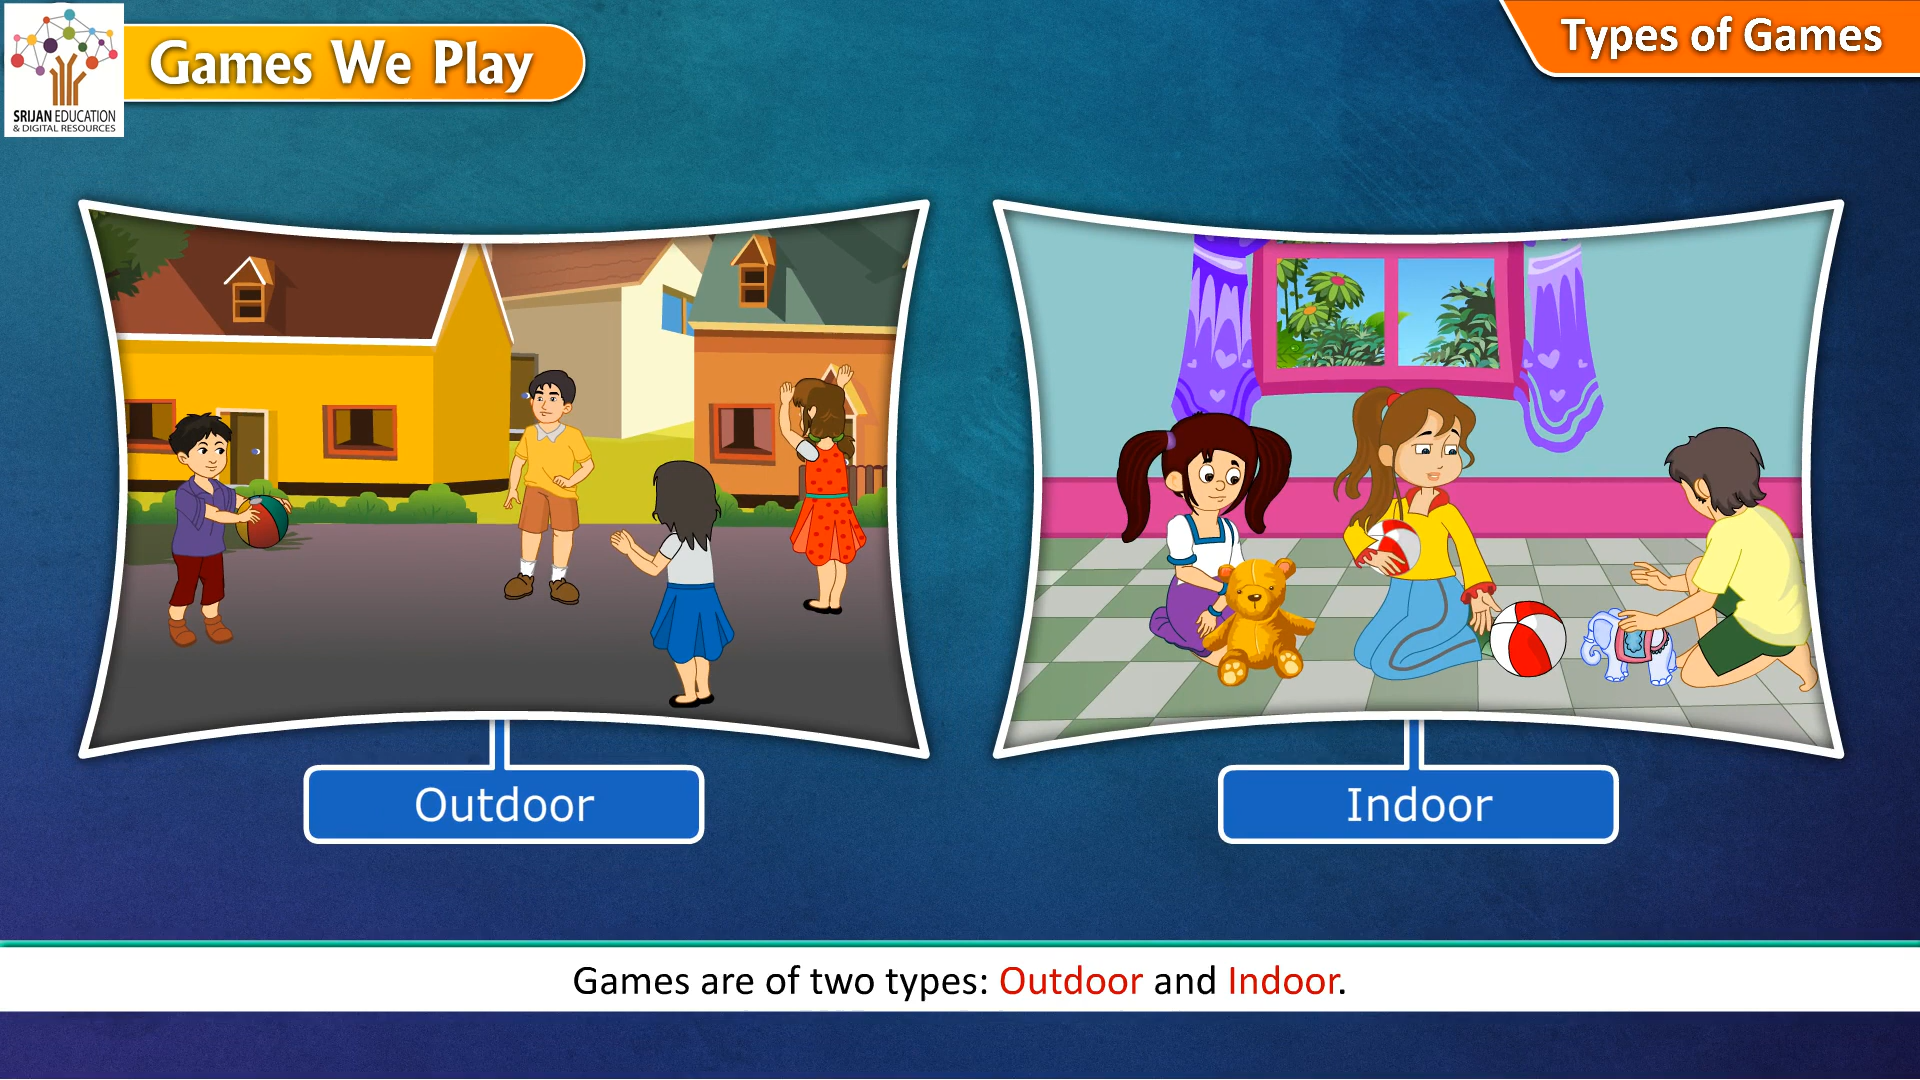 SRIJAN EDUCATION
& DIGITAL RESOURCES
Games We Play
Types of Games
Outdoor
Indoor
Games are of two types: Outdoor and Indoor.